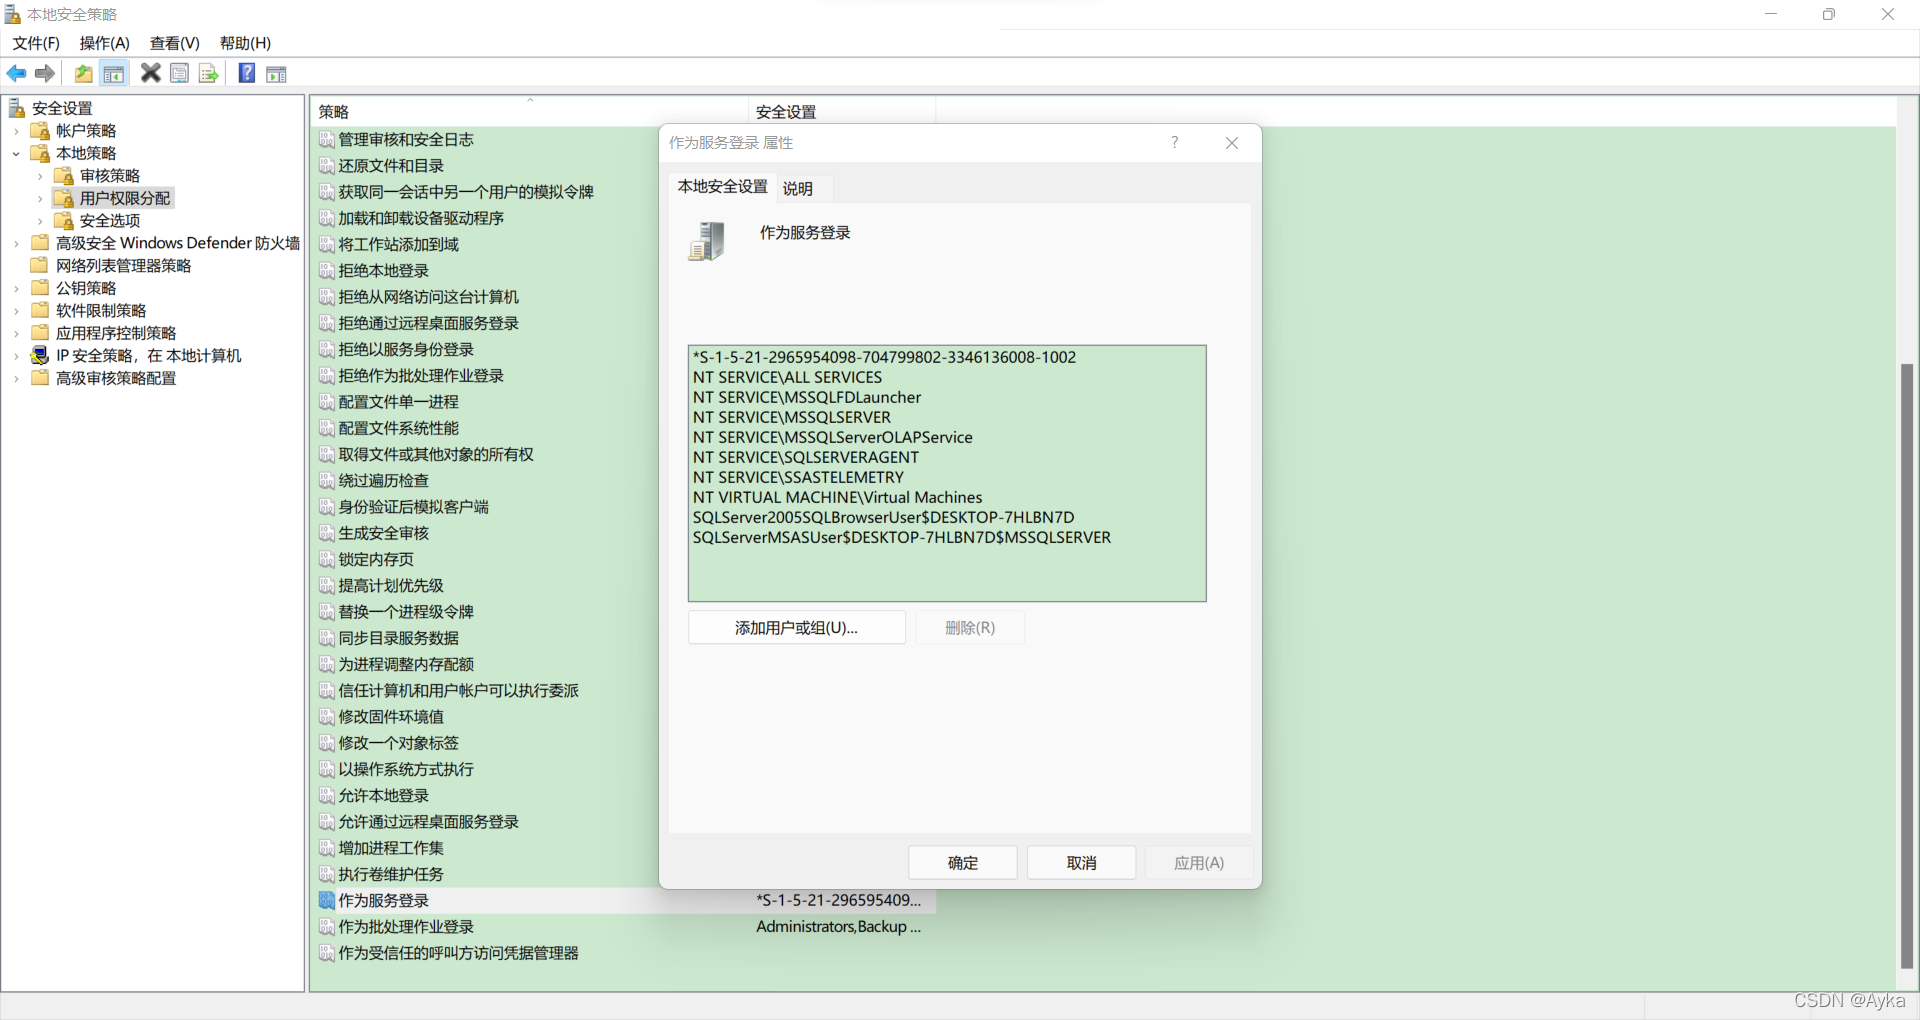 本地安全策略
文件(F) 操作(A) 查看(V) 帮助(H)
安全设置
帐户策略
本地策略
审核策略
用户权限分配
安全选项
高级安全 Windows Defender 防火墙
网络列表管理器策略
公钥策略
软件限制策略
应用程序控制策略
IP 安全策略，在 本地计算机
高级审核策略配置
策略 安全设置
管理审核和安全日志
还原文件和目录
获取同一会话中另一个用户的模拟令牌
加载和卸载设备驱动程序
将工作站添加到域
拒绝本地登录
拒绝从网络访问这台计算机
拒绝通过远程桌面服务登录
拒绝以服务身份登录
拒绝作为批处理作业登录
配置文件单一进程
配置文件系统性能
取得文件或其他对象的所有权
绕过遍历检查
身份验证后模拟客户端
生成安全审核
锁定内存页
提高计划优先级
替换一个进程级令牌
同步目录服务数据
为进程调整内存配额
信任计算机和用户帐户可以执行委派
修改固件环境值
修改一个对象标签
以操作系统方式执行
允许本地登录
允许通过远程桌面服务登录
增加进程工作集
执行卷维护任务
作为服务登录 *S-1-5-21-296595409...
作为批处理作业登录 Administrators,Backup ...
作为受信任的呼叫方访问凭据管理器
作为服务登录 属性
本地安全设置 说明
作为服务登录
*S-1-5-21-2965954098-704799802-3346136008-1002
NT SERVICE\ALL SERVICES
NT SERVICE\MSSQLFDLauncher
NT SERVICE\MSSQLSERVER
NT SERVICE\MSSQLServerOLAPService
NT SERVICE\SQLSERVERAGENT
NT SERVICE\SSASTELEMETRY
NT VIRTUAL MACHINE\Virtual Machines
SQLServer2005SQLBrowserUser$DESKTOP-7HLBN7D
SQLServerMSASUser$DESKTOP-7HLBN7D$MSSQLSERVER
添加用户或组(U)... 删除(R)
确定 取消 应用(A)
CSDN @Ayka